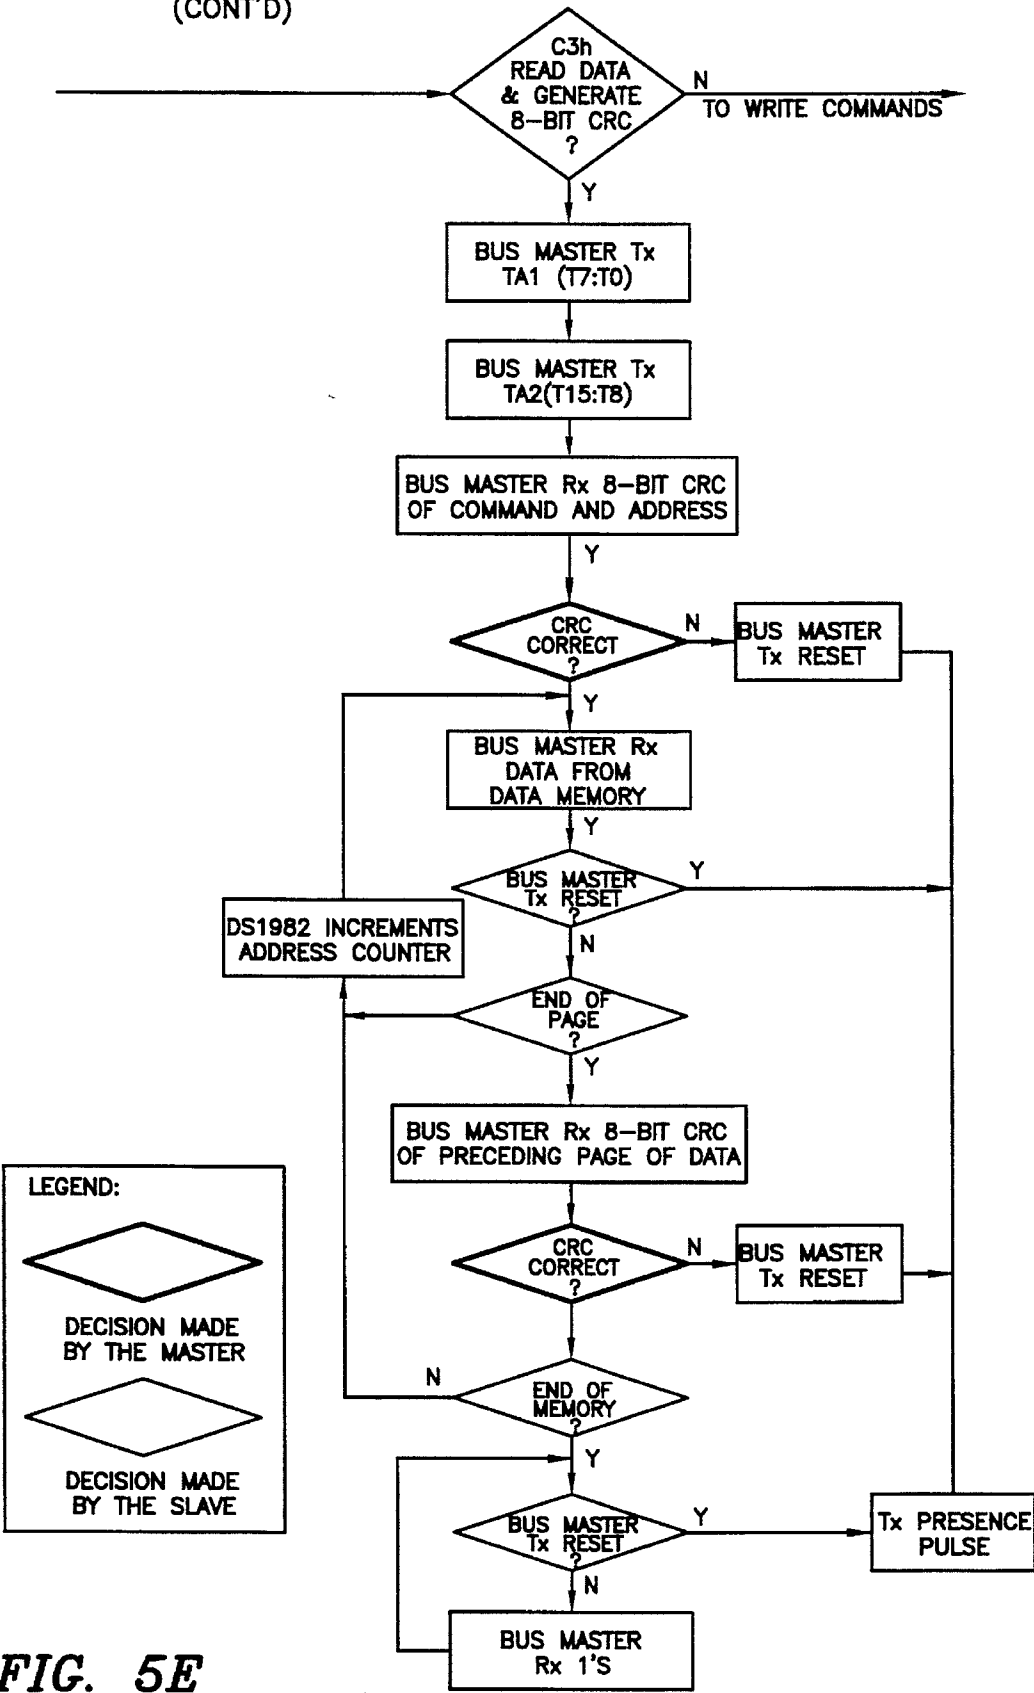 (CONT'D)
C3h
READ DATA
& GENERATE
8-BIT CRC
?
N
TO WRITE COMMANDS
Y
BUS MASTER Tx
TA1 (T7:T0)
BUS MASTER Tx
TA2(T15:T8)
BUS MASTER Rx 8-BIT CRC
OF COMMAND AND ADDRESS
Y
CRC
CORRECT
?
N
BUS MASTER
Tx RESET
Y
BUS MASTER Rx
DATA FROM
DATA MEMORY
Y
BUS MASTER
Tx RESET
?
Y
DS1982 INCREMENTS
ADDRESS COUNTER
N
END OF
PAGE
?
Y
BUS MASTER Rx 8-BIT CRC
OF PRECEDING PAGE OF DATA
LEGEND:
DECISION MADE
BY THE MASTER
DECISION MADE
BY THE SLAVE
CRC
CORRECT
?
N
BUS MASTER
Tx RESET
N
END OF
MEMORY
?
Y
BUS MASTER
Tx RESET
?
Y
Tx PRESENCE
PULSE
N
BUS MASTER
Rx 1'S
FIG. 5E